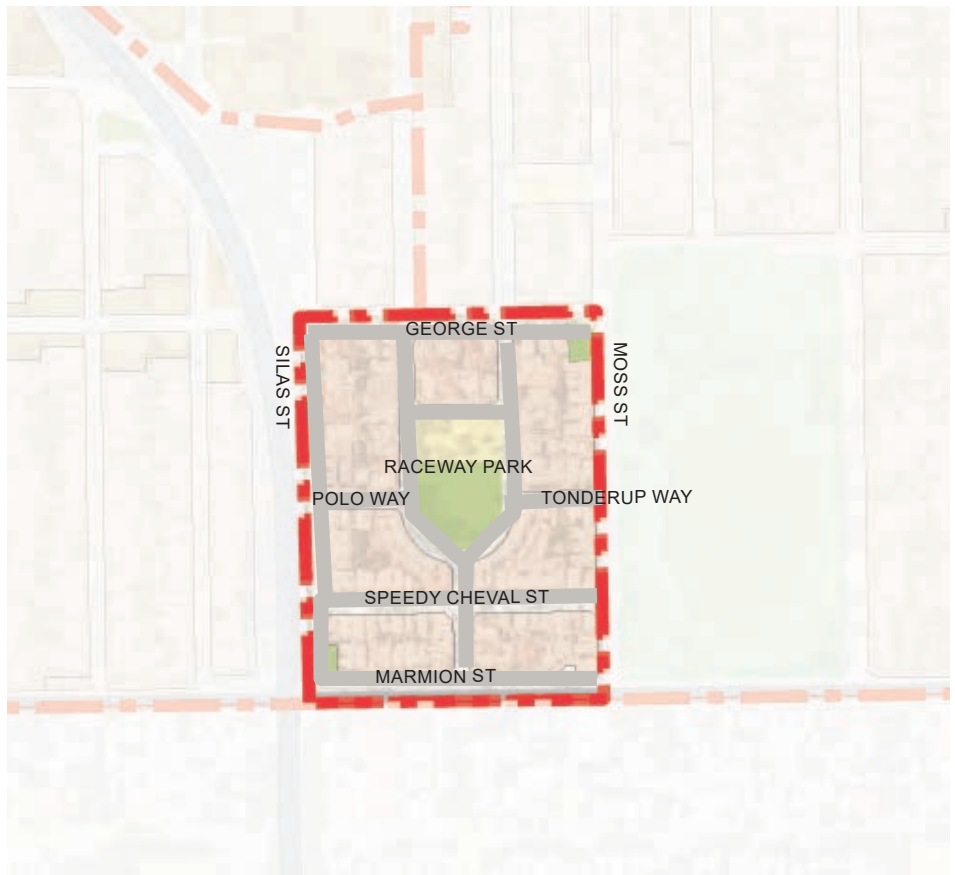 GEORGE ST
SILAS ST
MOSS ST
RACEWAY PARK
POLO WAY
TONDERUP WAY
SPEEDY CHEVAL ST
MARMION ST